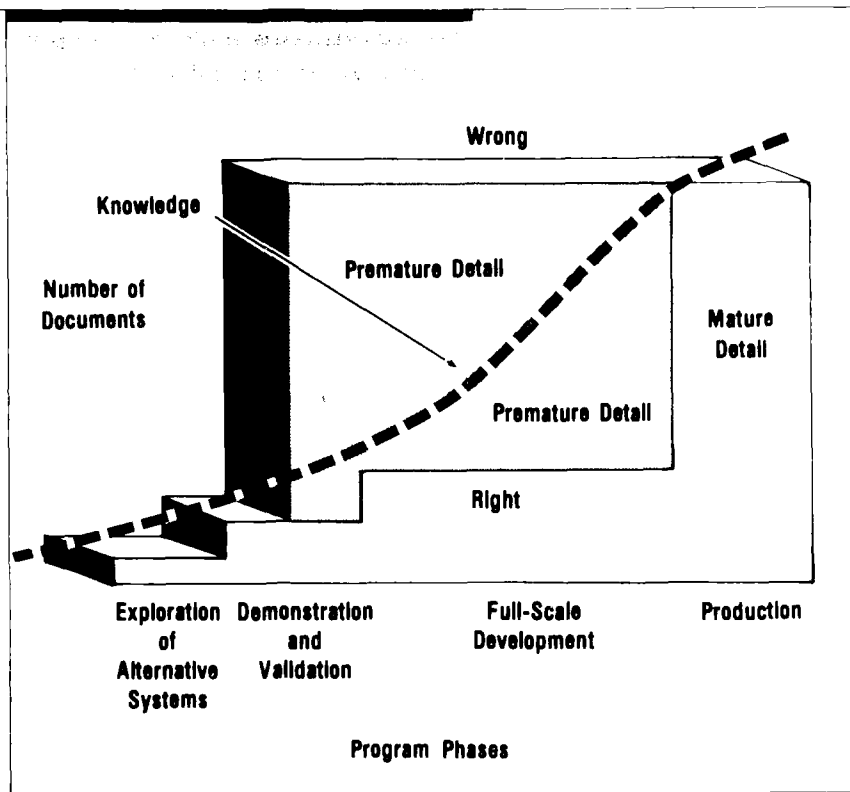 Wrong
Knowledge
Premature Detail
Number of
Documents
Mature
Detail
Premature Detail
Right
Exploration
of
Alternative
Systems
Demonstration
and
Validation
Full-Scale
Development
Production
Program Phases